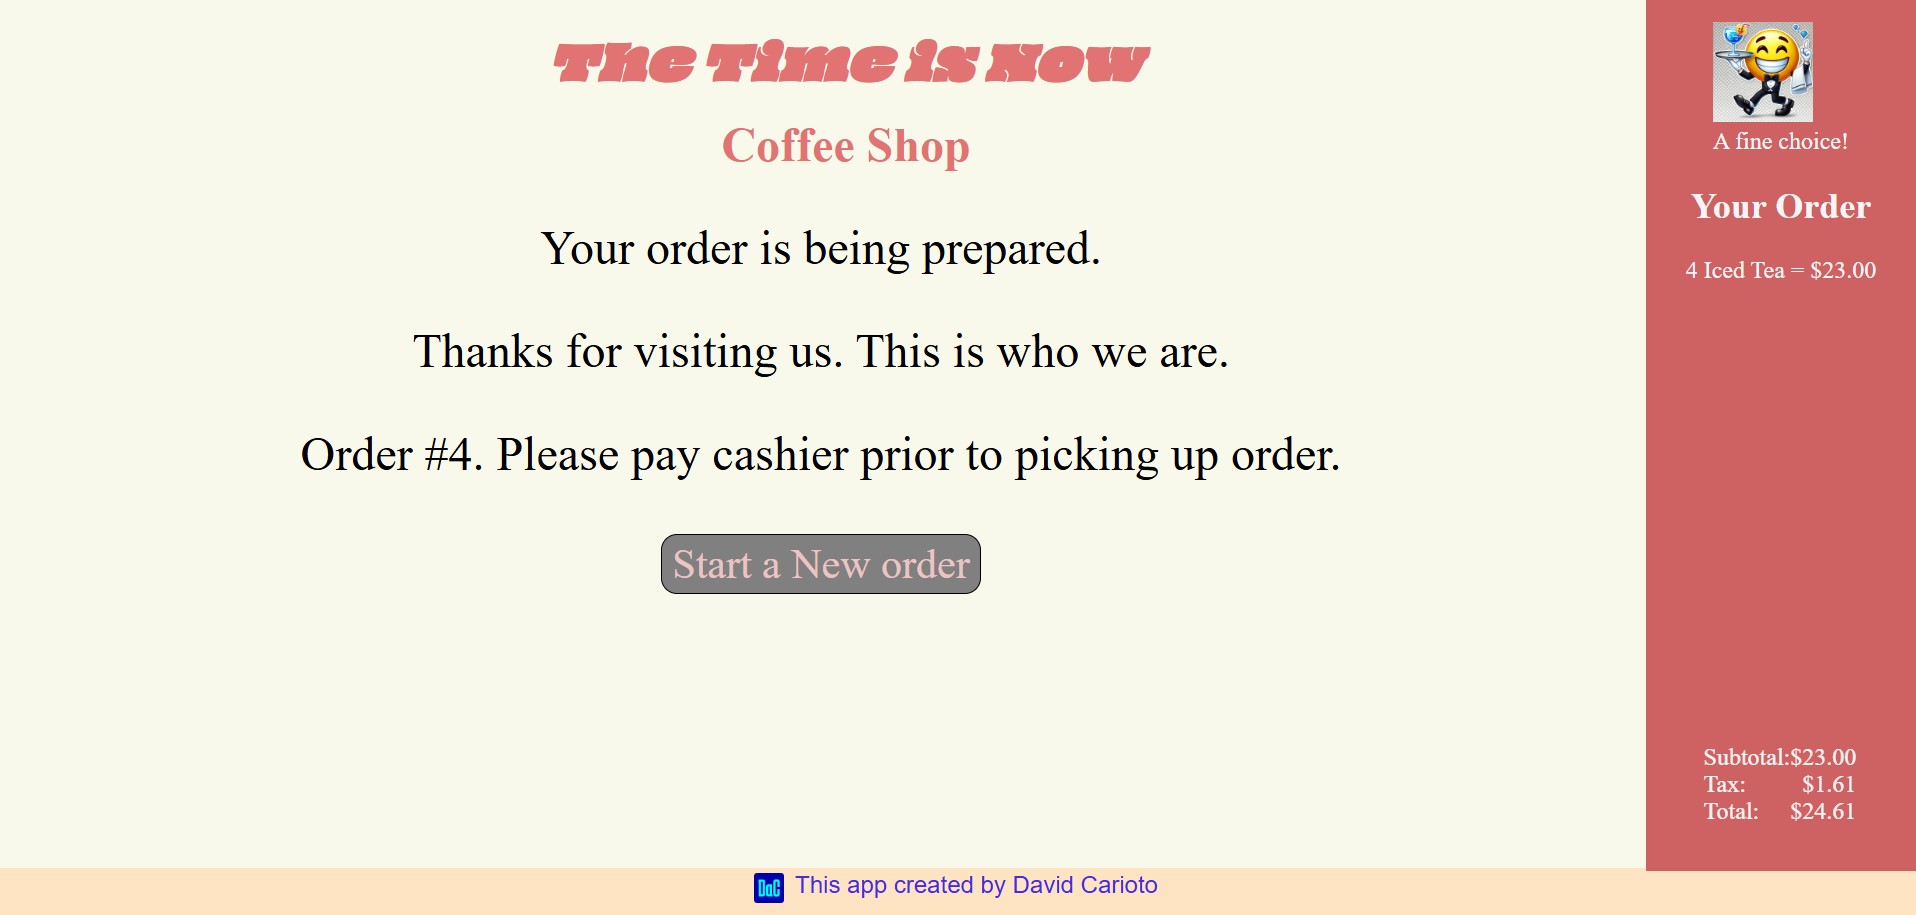 The Time is Now
Coffee Shop
Your order is being prepared.
Thanks for visiting us. This is who we are.
Order #4. Please pay cashier prior to picking up order.
Start a New order
A fine choice!
Your Order
4 Iced Tea = $23.00
Subtotal:$23.00
Tax: $1.61
Total: $24.61
DaC This app created by David Carioto